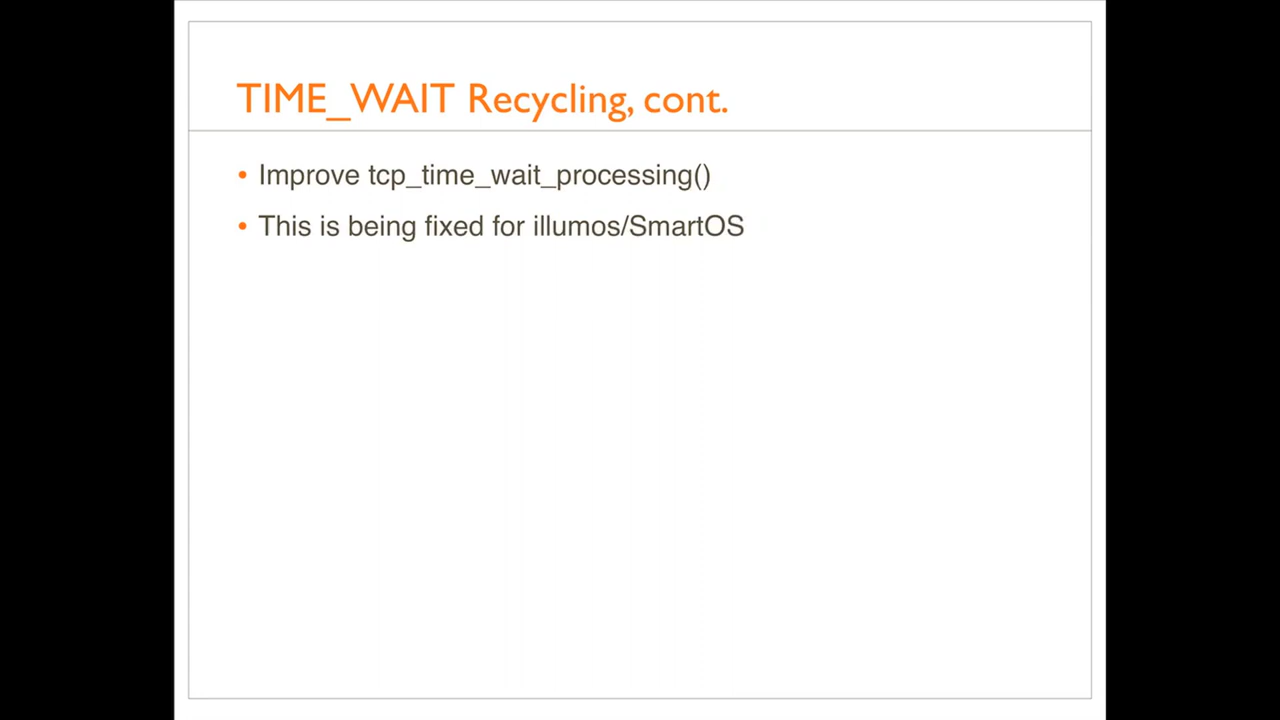 TIME_WAIT Recycling, cont.
• Improve tcp_time_wait_processing()
• This is being fixed for illumos/SmartOS